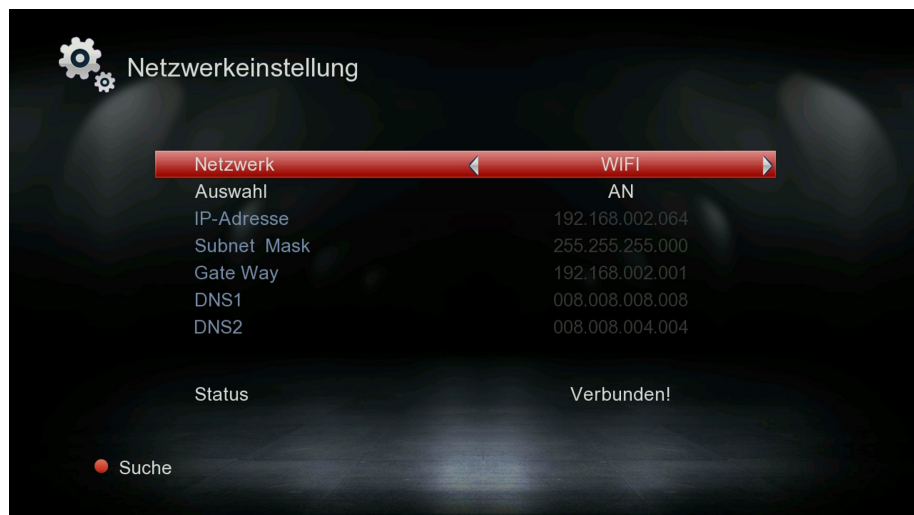 Netzwerkeinstellung
Netzwerk WIFI
Auswahl AN
IP-Adresse 192.168.002.064
Subnet Mask 255.255.255.000
Gate Way 192.168.002.001
DNS1 008.008.008.008
DNS2 008.008.004.004
Status Verbunden!
Suche